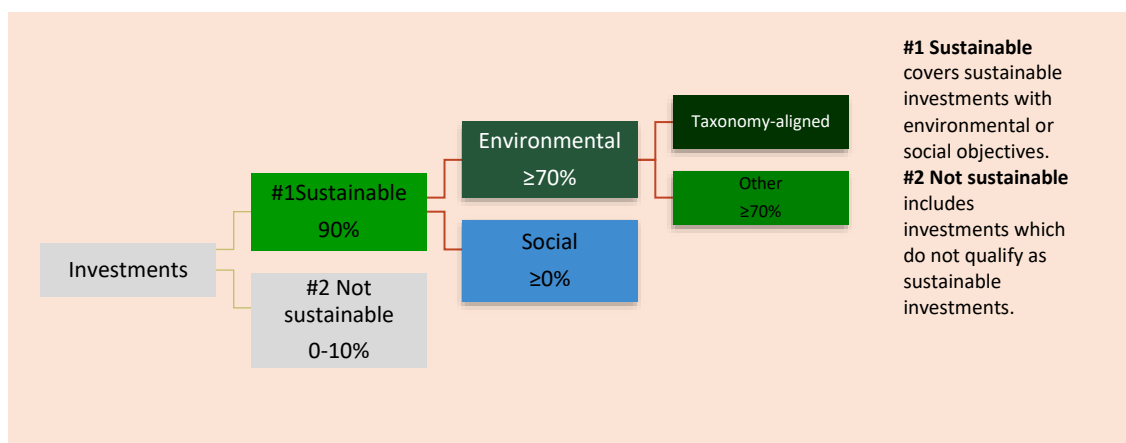 Investments
#1Sustainable
90%
#2 Not
sustainable
0-10%
Environmental
≥70%
Social
≥0%
Taxonomy-aligned
Other
≥70%
#1 Sustainable
covers sustainable
investments with
environmental or
social objectives.
#2 Not sustainable
includes
investments which
do not qualify as
sustainable
investments.